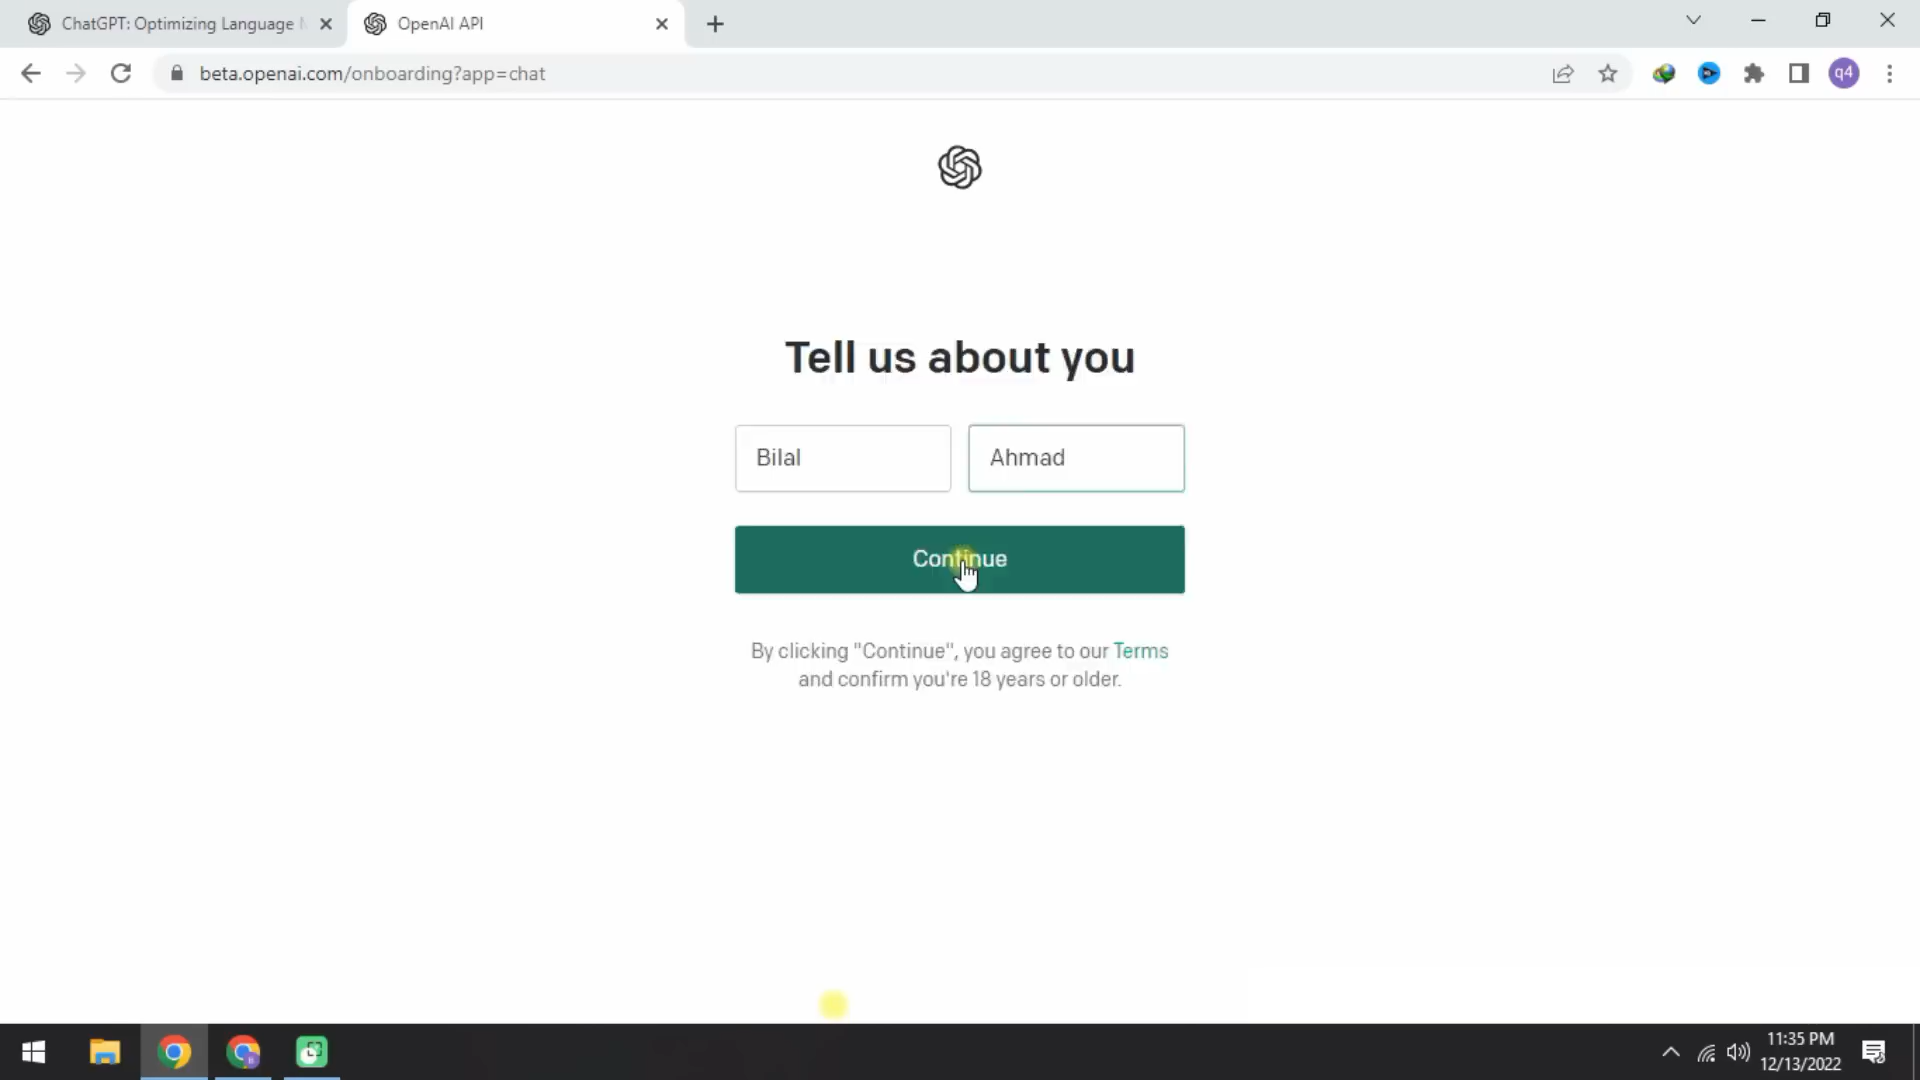 ChatGPT: Optimizing Language
OpenAI API
beta.openai.com/onboarding?app=chat
q4
Tell us about you
Bilal
Ahmad
Continue
By clicking "Continue", you agree to our Terms
and confirm you're 18 years or older.
11:35 PM
12/13/2022